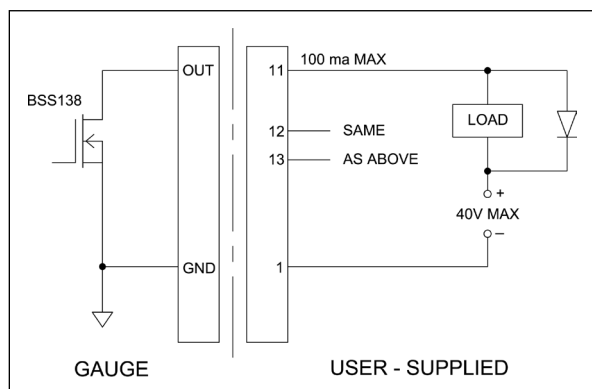 BSS138
OUT
11
100 ma MAX
LOAD
12
SAME
13
AS ABOVE
+
40V MAX
–
GND
1
GAUGE
USER - SUPPLIED